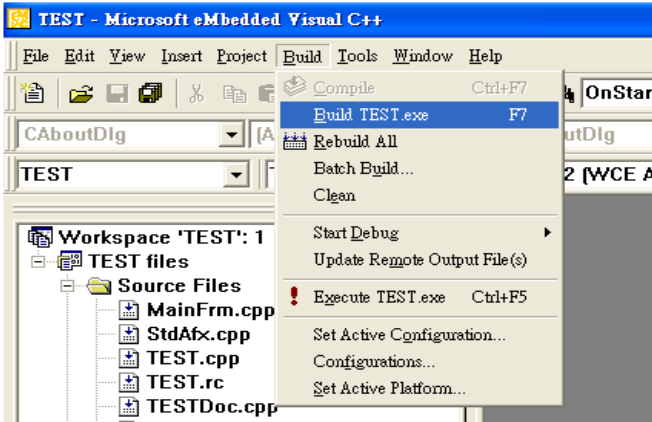 TEST - Microsoft eMbedded Visual C++
File Edit View Insert Project Build Tools Window Help
Compile Ctrl+F7
OnStar
Build TEST.exe F7
CAboutDlg
(A
utDlg
Rebuild All
Batch Build...
TEST
2 (WCE A
Clean
Start Debug
Workspace 'TEST': 1
TEST files
Update Remote Output File(s)
Source Files
Execute TEST.exe Ctrl+F5
MainFrm.cpp
StdAfx.cpp
Set Active Configuration...
TEST.cpp
Configurations...
TEST.rc
Set Active Platform...
TESTDoc.cpp